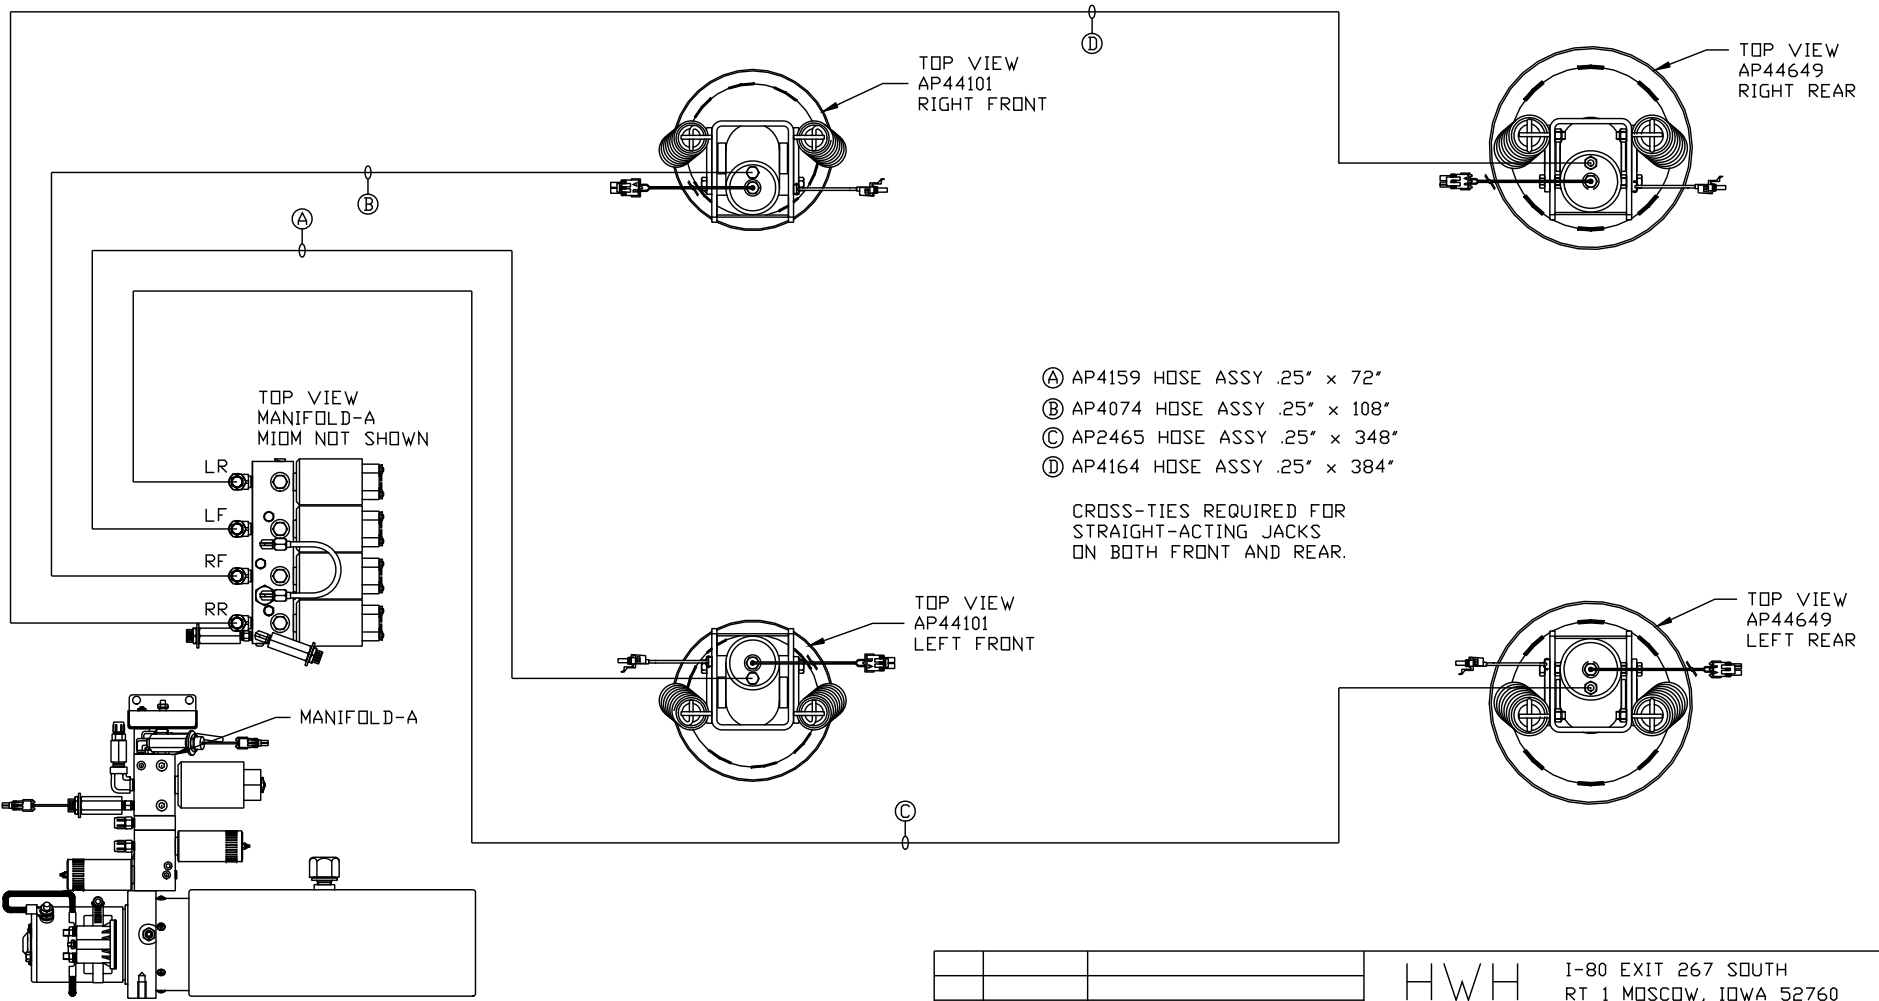 D
TOP VIEW
AP44101
RIGHT FRONT
TOP VIEW
AP44649
RIGHT REAR
B
A
TOP VIEW
MANIFOLD-A
MIOM NOT SHOWN
LR
LF
RF
RR
A AP4159 HOSE ASSY .25" x 72"
B AP4074 HOSE ASSY .25" x 108"
C AP2465 HOSE ASSY .25" x 348"
D AP4164 HOSE ASSY .25" x 384"
CROSS-TIES REQUIRED FOR
STRAIGHT-ACTING JACKS
ON BOTH FRONT AND REAR.
TOP VIEW
AP44101
LEFT FRONT
TOP VIEW
AP44649
LEFT REAR
MANIFOLD-A
C
HWH
I-80 EXIT 267 SOUTH
RT 1 MOSCOW, IOWA 52760